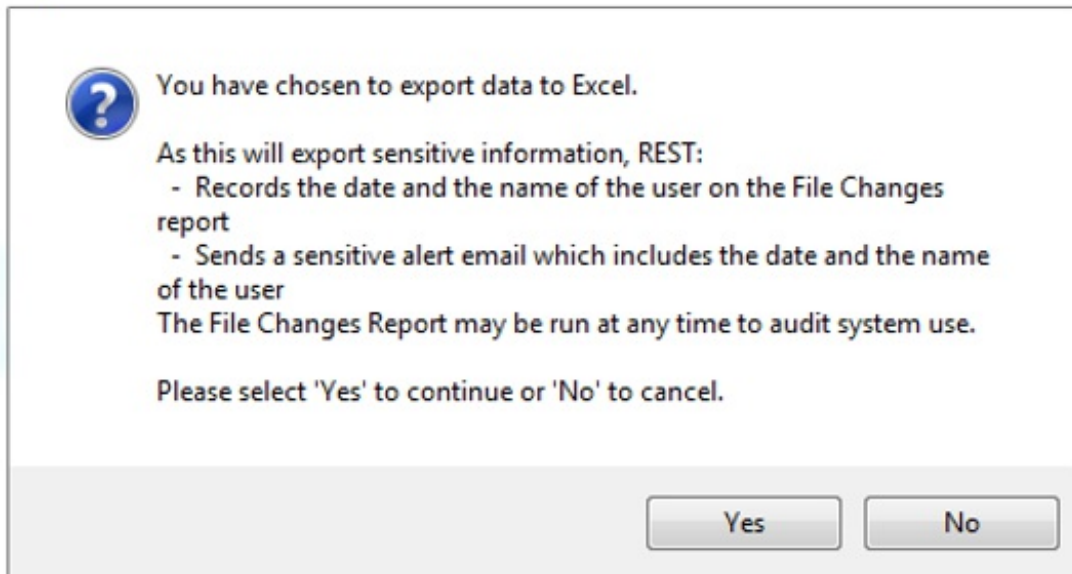 You have chosen to export data to Excel.
As this will export sensitive information, REST:
- Records the date and the name of the user on the File Changes
report
- Sends a sensitive alert email which includes the date and the name
of the user
The File Changes Report may be run at any time to audit system use.
Please select 'Yes' to continue or 'No' to cancel.
Yes No